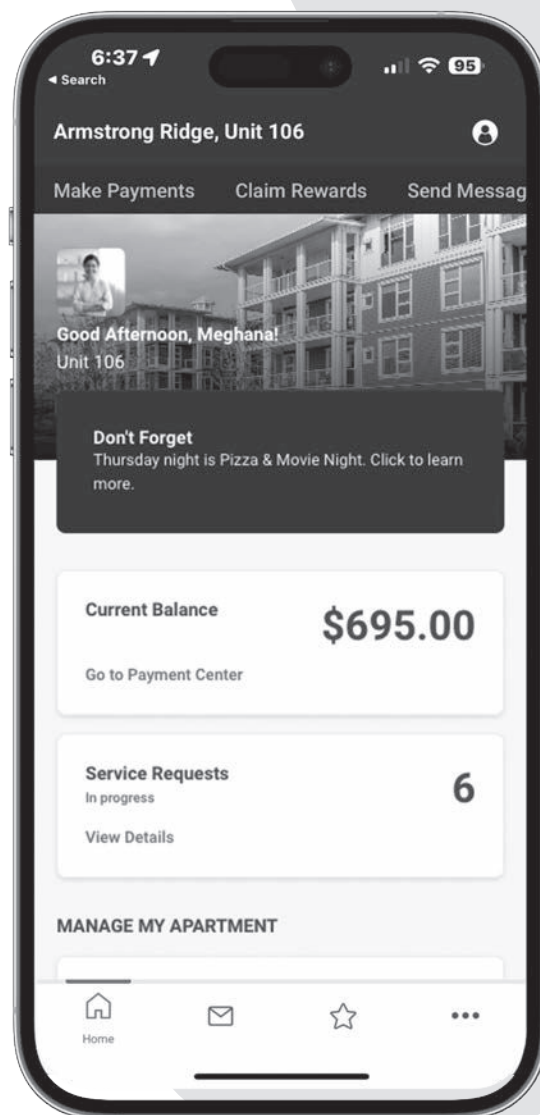 6:37
95
◀ Search
Armstrong Ridge, Unit 106
Make Payments Claim Rewards Send Messag
Good Afternoon, Meghana!
Unit 106
Don't Forget
Thursday night is Pizza & Movie Night. Click to learn
more.
Current Balance
$695.00
Go to Payment Center
Service Requests
6
In progress
View Details
MANAGE MY APARTMENT
Home